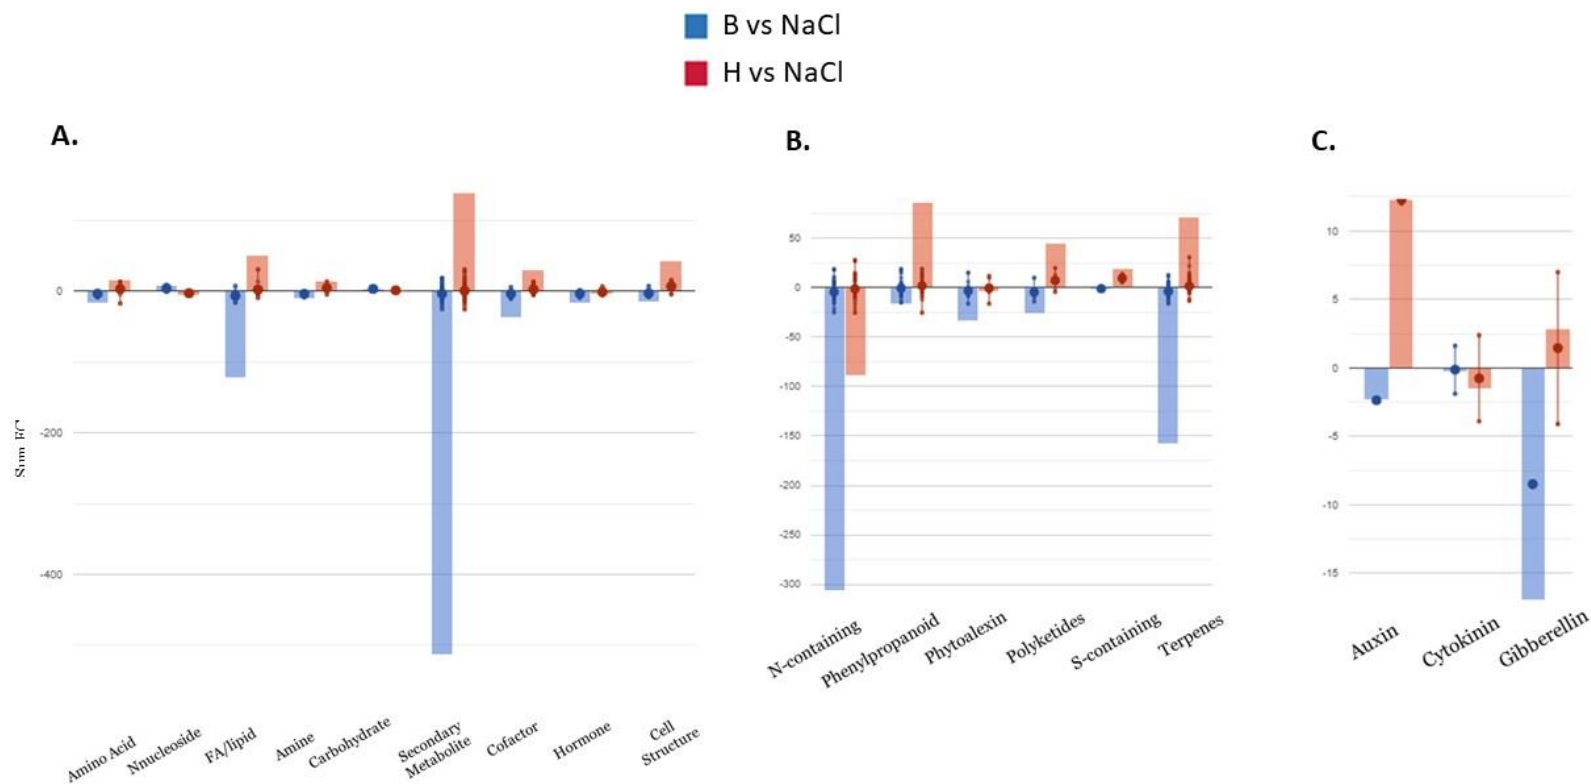 B vs NaCl
H vs NaCl
A.
B.
C.
0
-200
-400
Amino Acid
Nnucleoside
FA/lipid
Amine
Carbohydrate
Secondary
Metabolite
Cofactor
Hormone
Cell
Structure
50
0
-50
-100
-150
-200
-250
-300
N-containing
Phenylpropanoid
Phytoalexin
Polyketides
S-containing
Terpenes
10
5
0
-5
-10
-15
Auxin
Cytokinin
Gibberellin